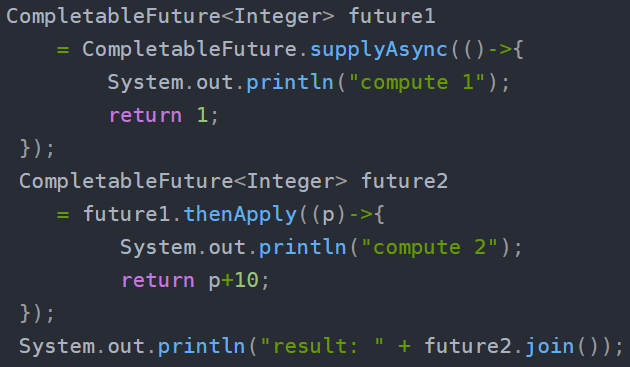 CompletableFuture<Integer> future1
    = CompletableFuture.supplyAsync(()->{
        System.out.println("compute 1");
        return 1;
 });
 CompletableFuture<Integer> future2
    = future1.thenApply((p)->{
         System.out.println("compute 2");
         return p+10;
 });
 System.out.println("result: " + future2.join());